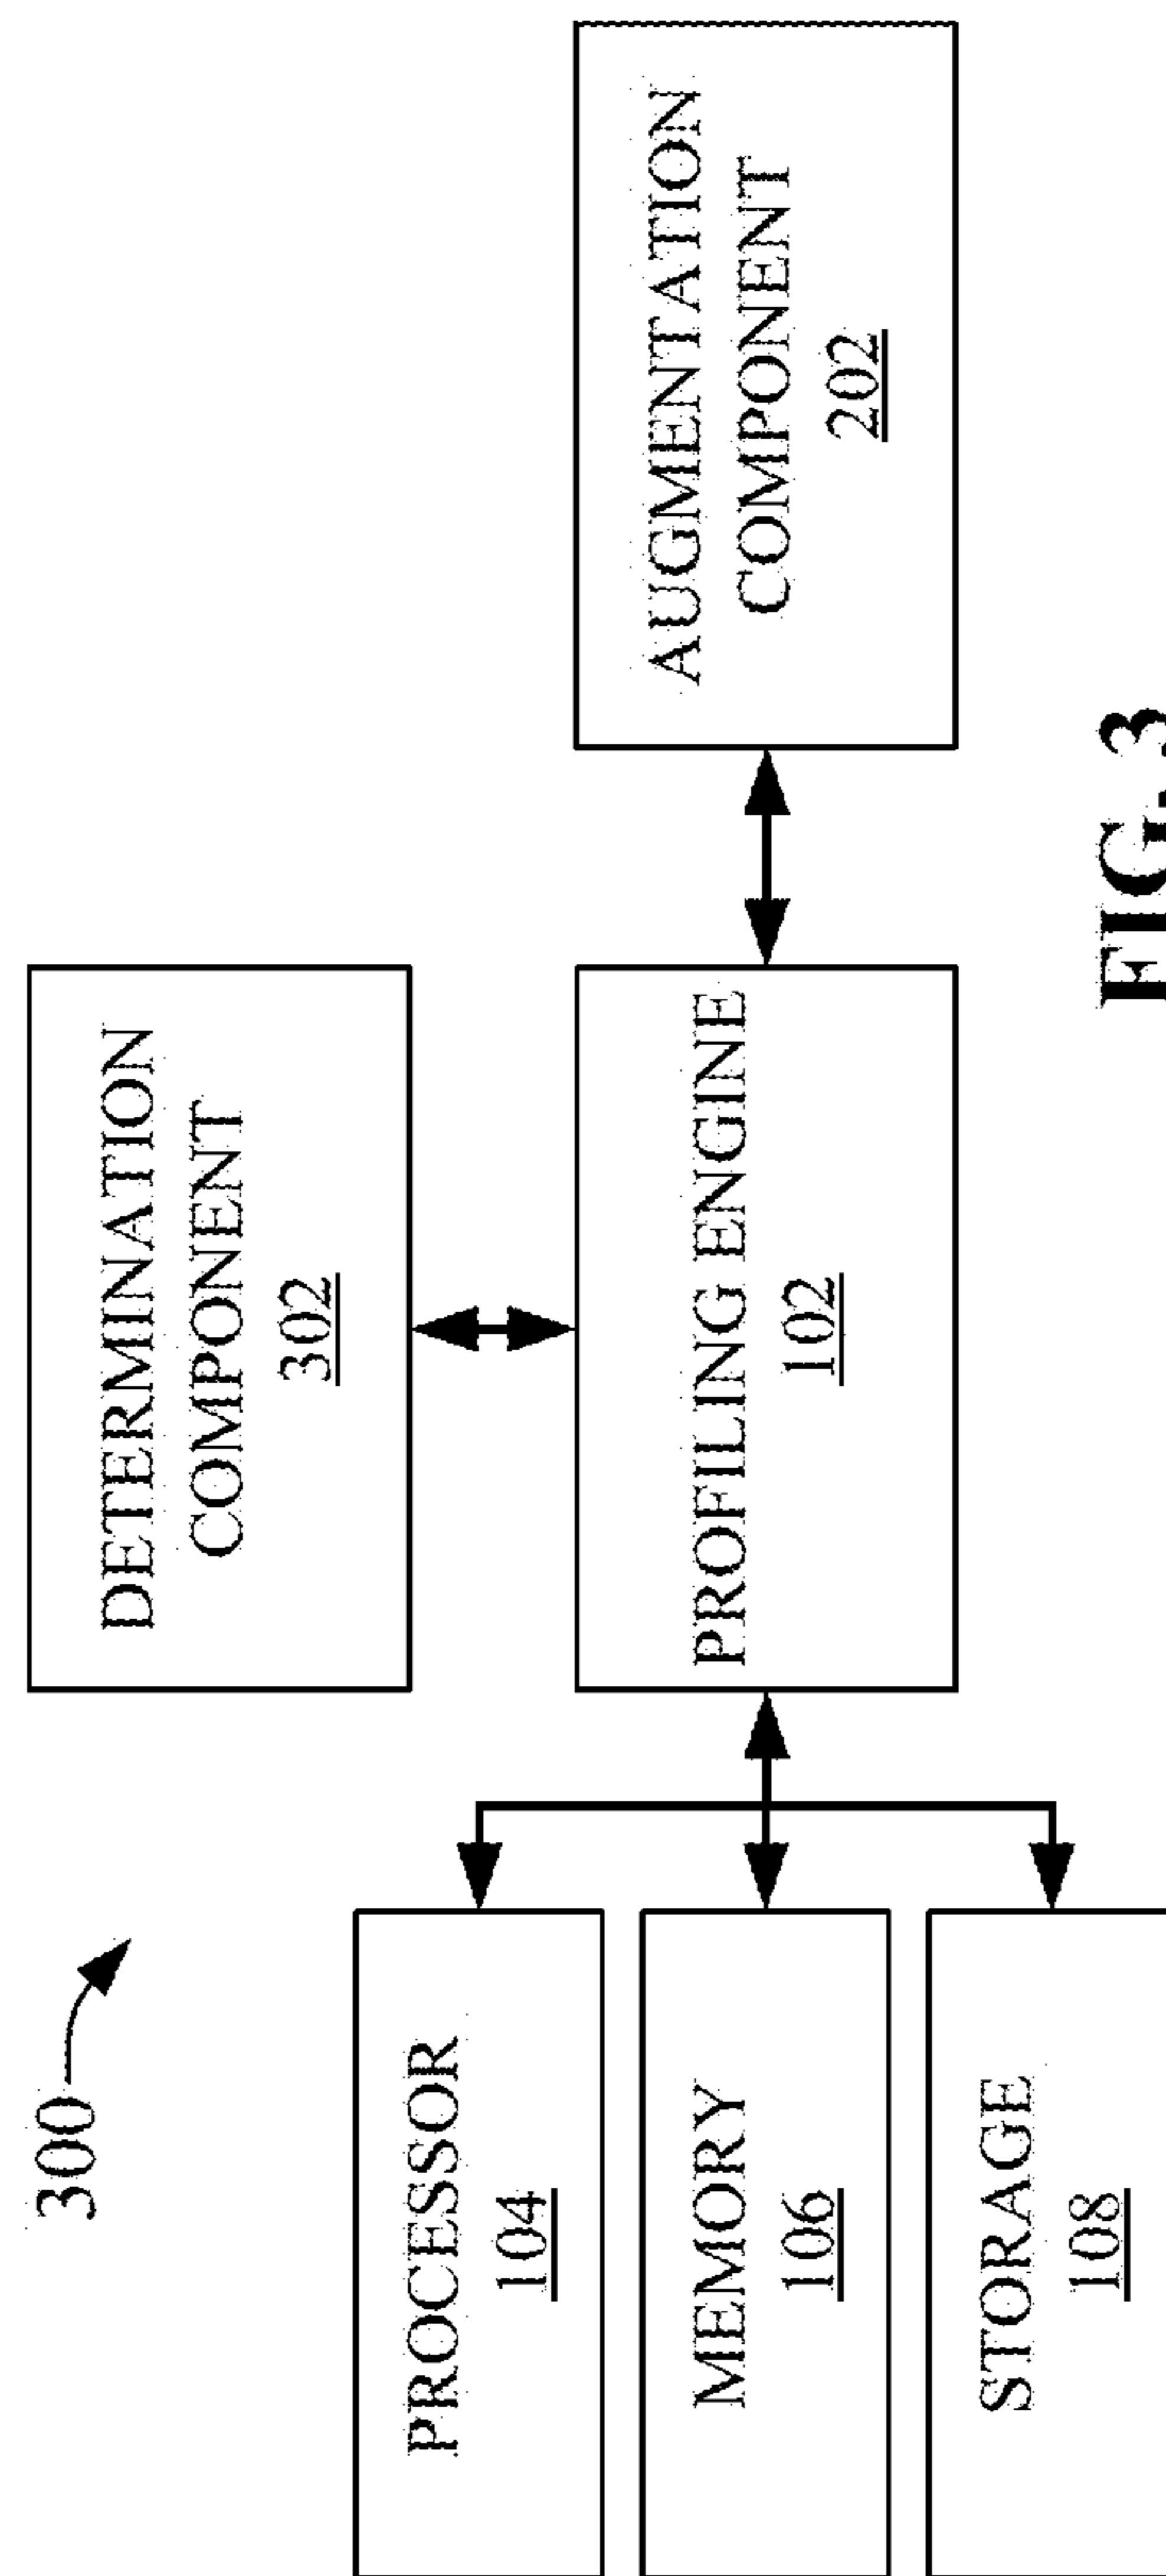 300
DETERMINATION
COMPONENT
302
PROCESSOR
104
MEMORY
106
STORAGE
108
PROFILING ENGINE
102
AUGMENTATION
COMPONENT
202
FIG. 3